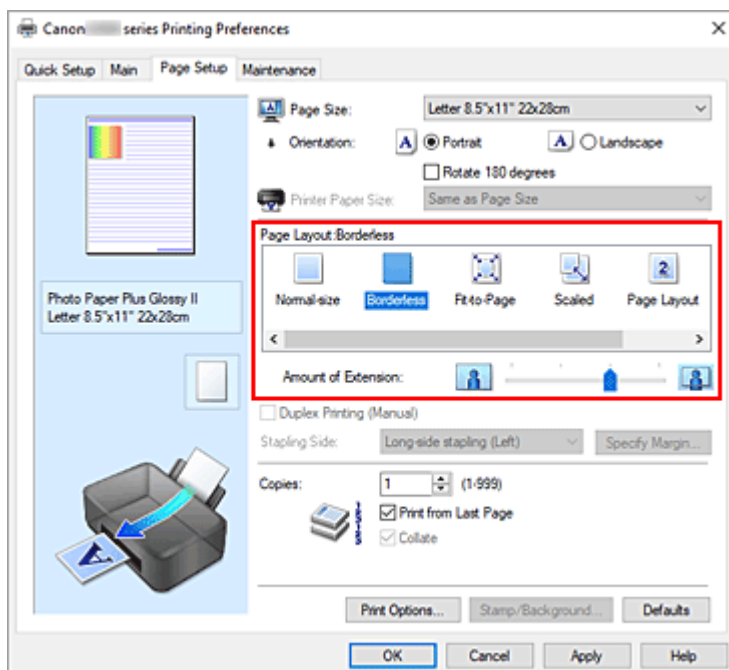 Canon series Printing Preferences
Quick Setup Main Page Setup Maintenance
Page Size: Letter 8.5"x11" 22x28cm
Orientation: A Portrait A Landscape
Rotate 180 degrees
Printer Paper Size: Same as Page Size
Page Layout:Borderless
Normal-size Borderless Fit-to-Page Scaled 2 Page Layout
Photo Paper Plus Glossy II
Letter 8.5"x11" 22x28cm
Amount of Extension:
Duplex Printing (Manual)
Stapling Side: Long-side stapling (Left) Specify Margin...
Copies: 1 (1-999)
Print from Last Page
Collate
A
Print Options... Stamp/Background... Defaults
OK Cancel Apply Help